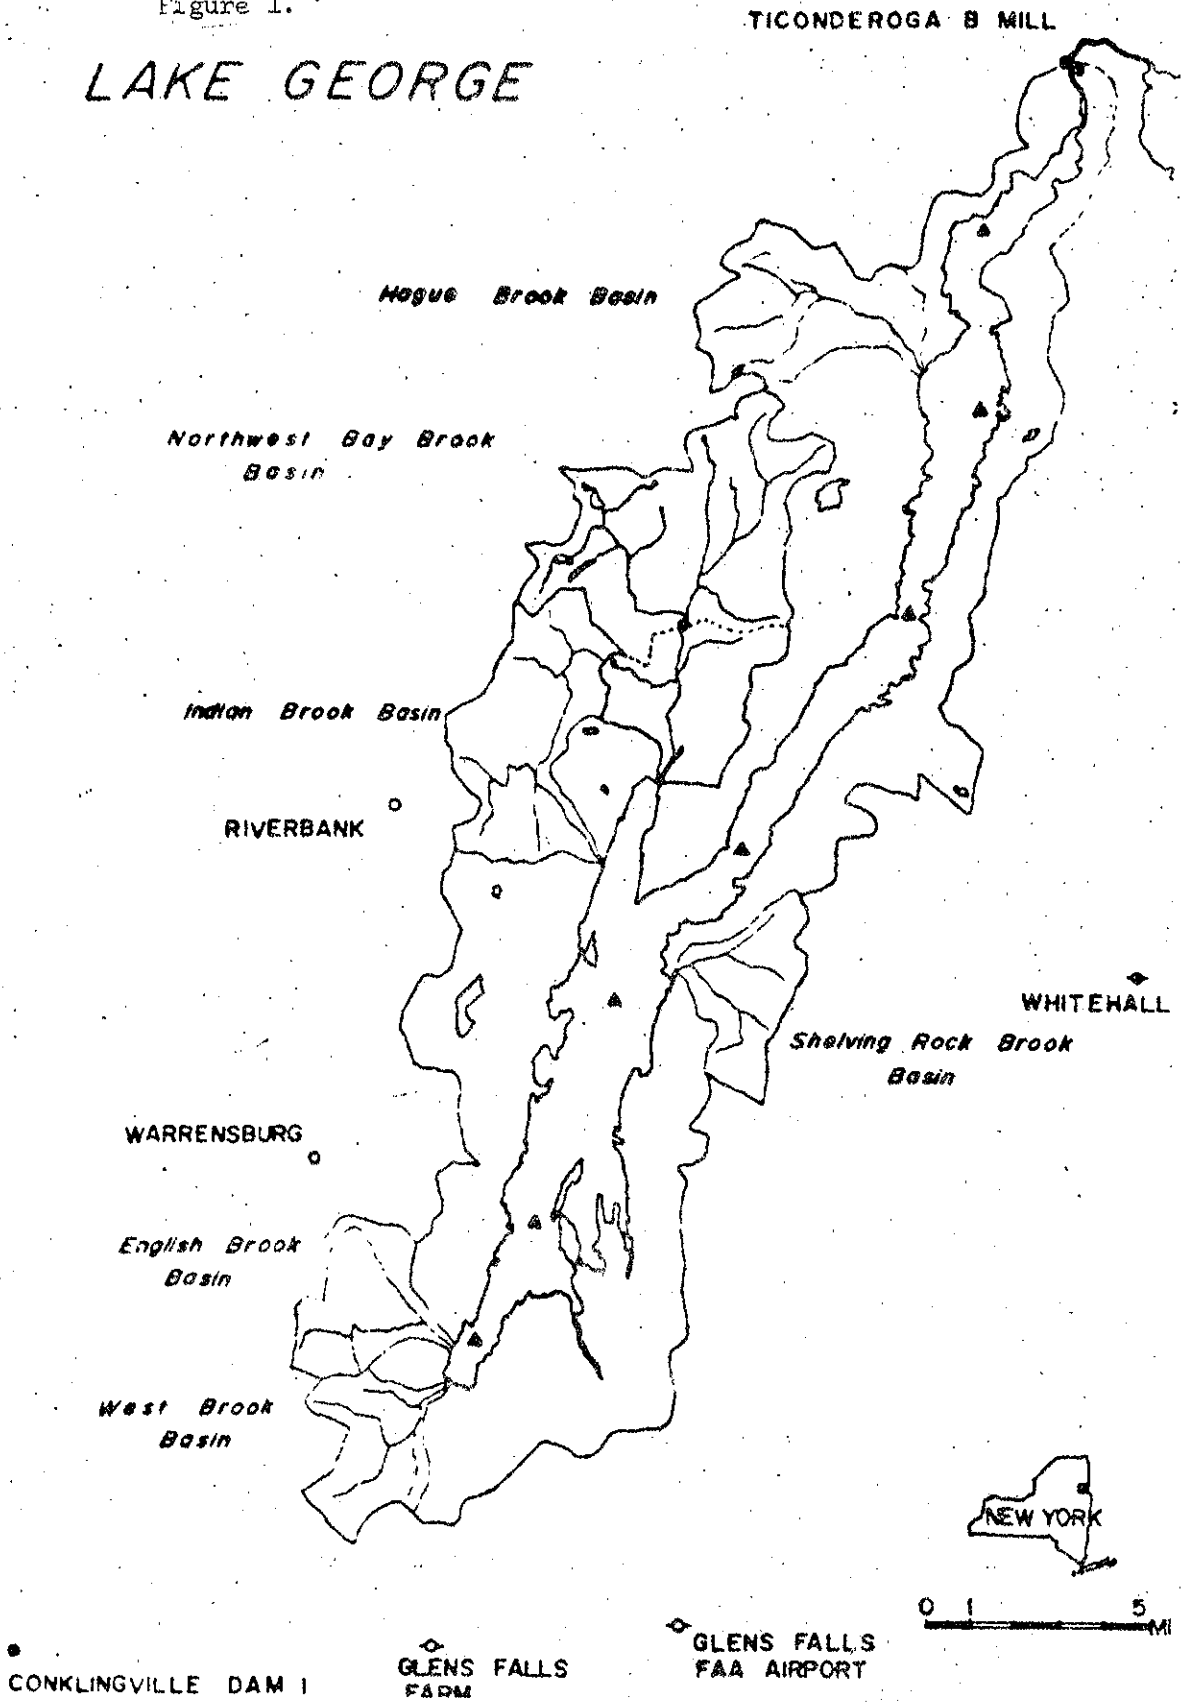 Figure 1.
TICONDEROGA 8 MILL
LAKE GEORGE
Hague Brook Basin
Northwest Bay Brook
Basin
Indian Brook Basin
RIVERBANK
WHITEHALL
Shelving Rock Brook
Basin
WARRENSBURG
English Brook
Basin
West Brook
Basin
NEW YORK
0 1 5
MI
GLENS FALLS
FAA AIRPORT
GLENS FALLS
FARM
CONKLINGVILLE DAM 1